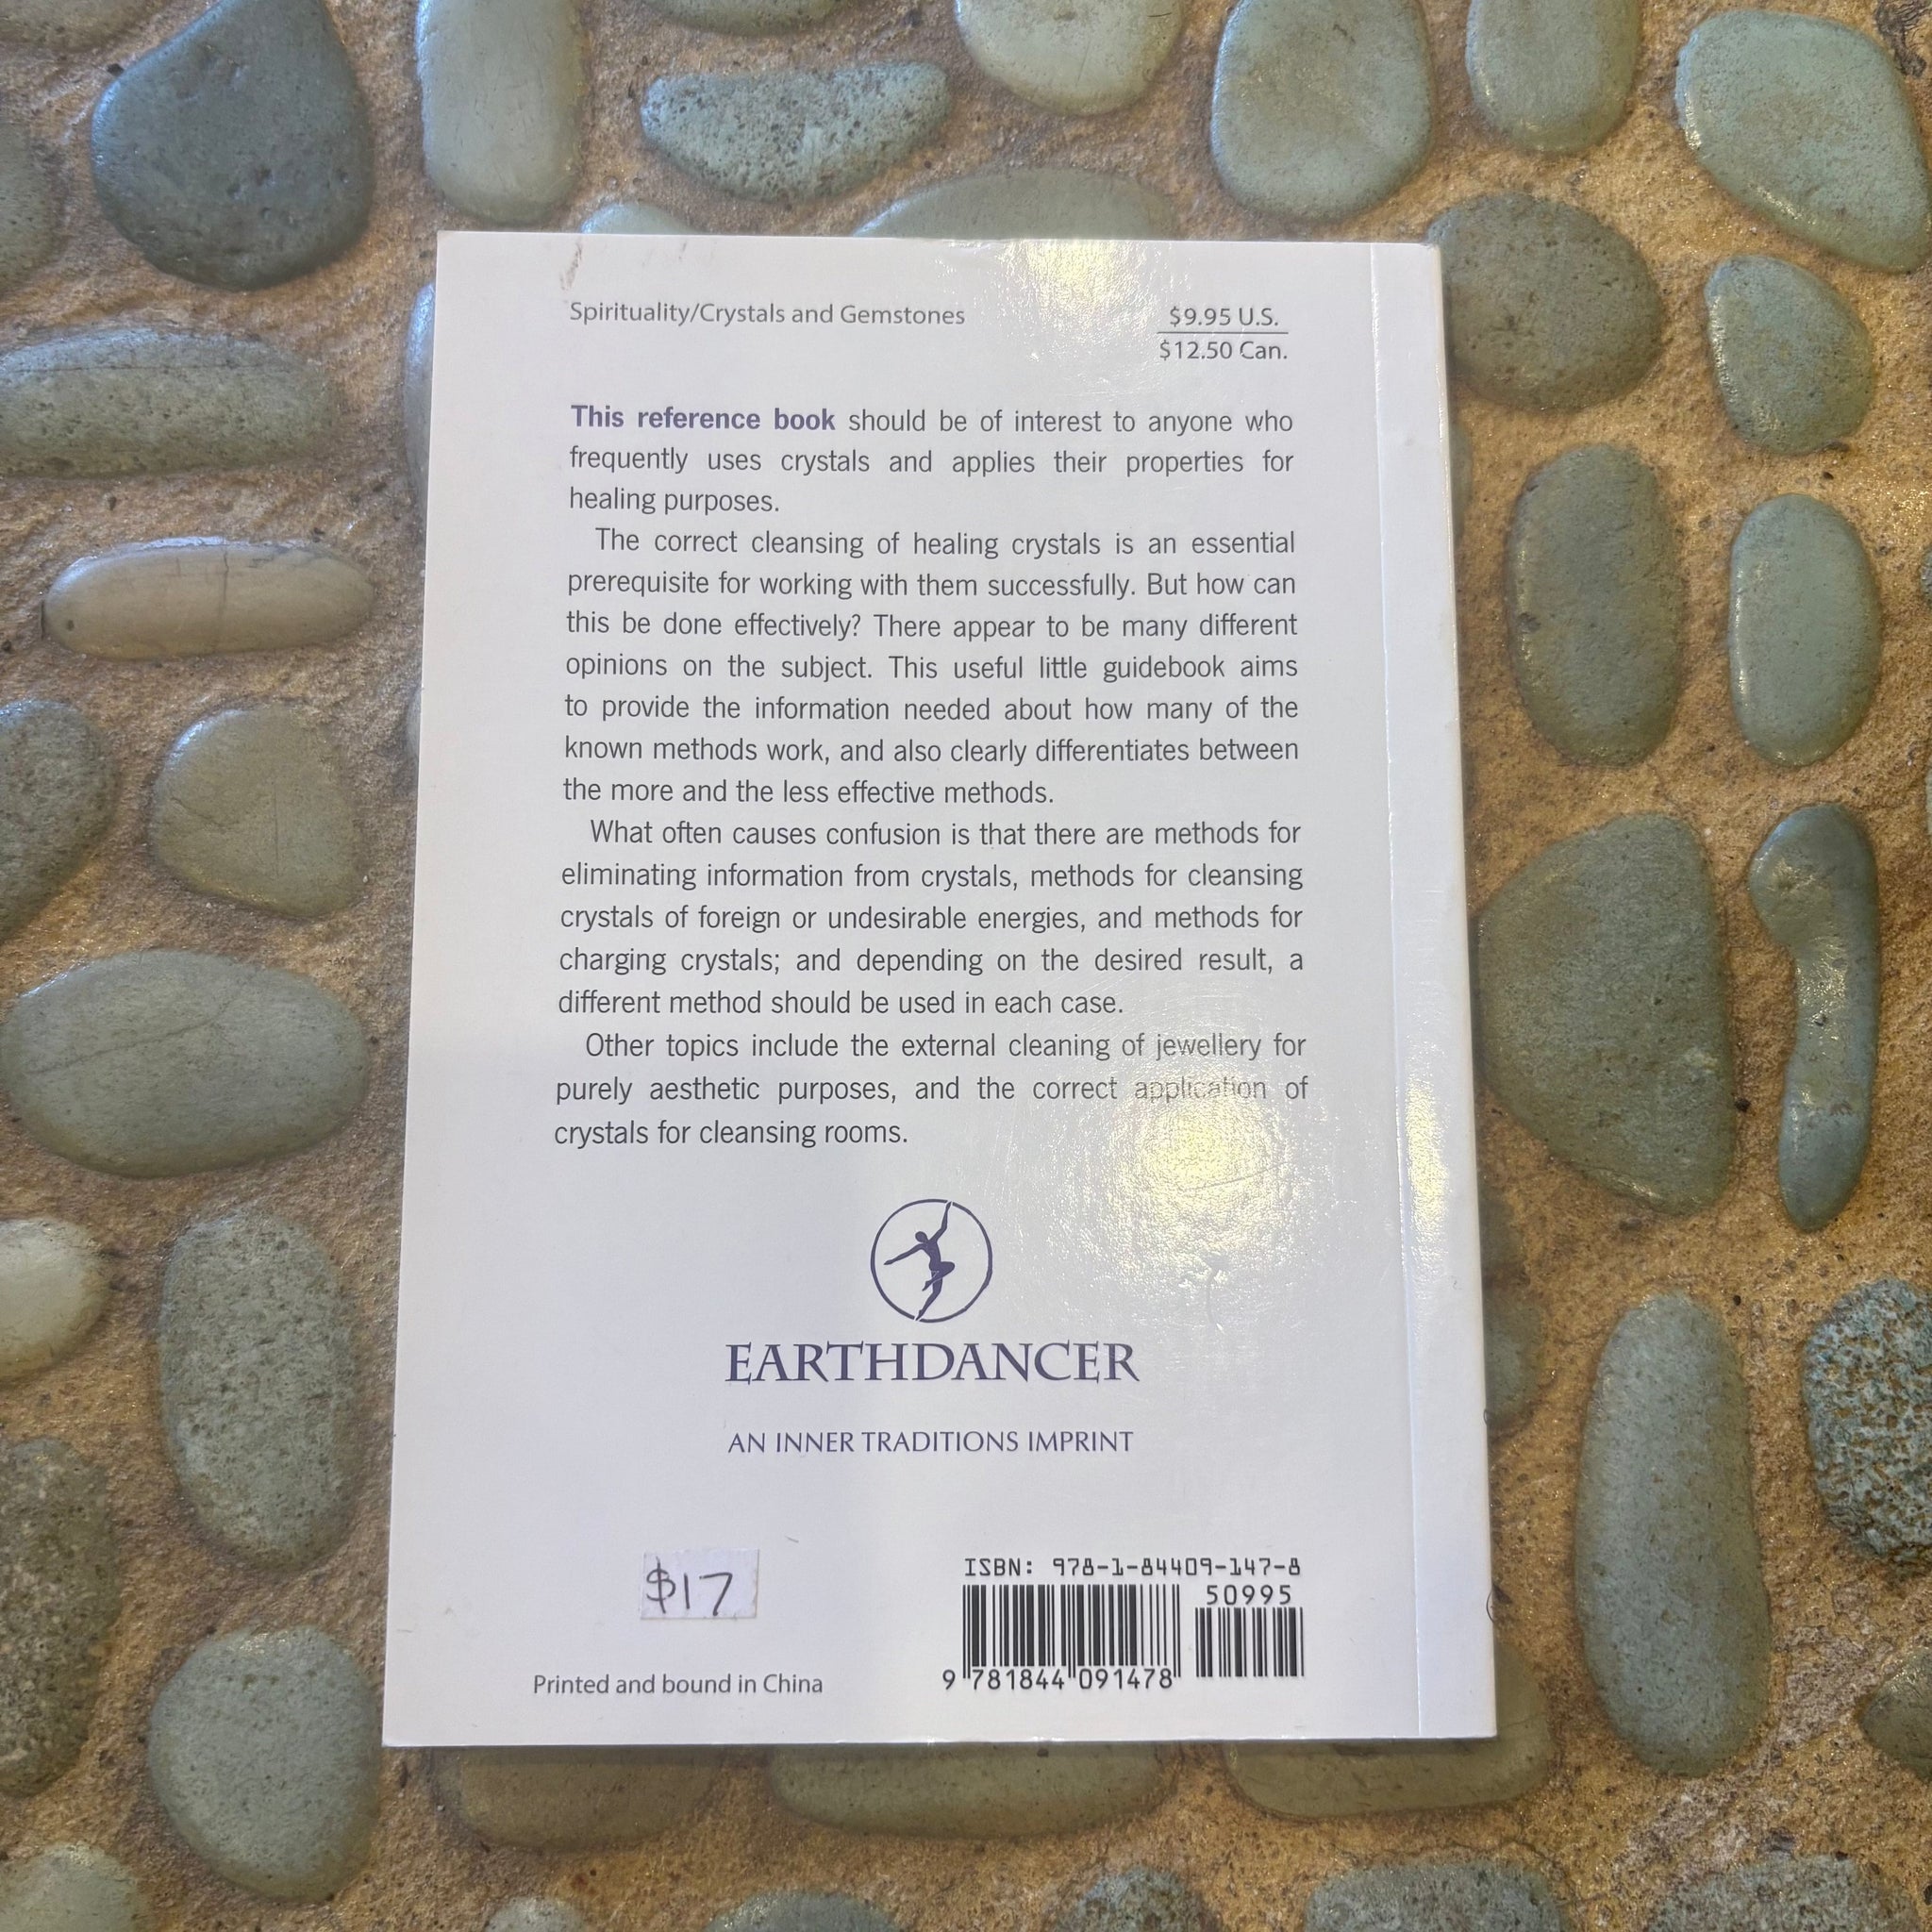 Spirituality/Crystals and Gemstones
$9.95 U.S.
$12.50 Can.
This reference book should be of interest to anyone who
frequently uses crystals and applies their properties for
healing purposes.
The correct cleansing of healing crystals is an essential
prerequisite for working with them successfully. But how can
this be done effectively? There appear to be many different
opinions on the subject. This useful little guidebook aims
to provide the information needed about how many of the
known methods work, and also clearly differentiates between
the more and the less effective methods.
What often causes confusion is that there are methods for
eliminating information from crystals, methods for cleansing
crystals of foreign or undesirable energies, and methods for
charging crystals; and depending on the desired result, a
different method should be used in each case.
Other topics include the external cleaning of jewellery for
purely aesthetic purposes, and the correct application of
crystals for cleansing rooms.
EARTHDANCER
AN INNER TRADITIONS IMPRINT
$17
Printed and bound in China
ISBN: 978-1-84409-147-8
50995
9 781844 091478